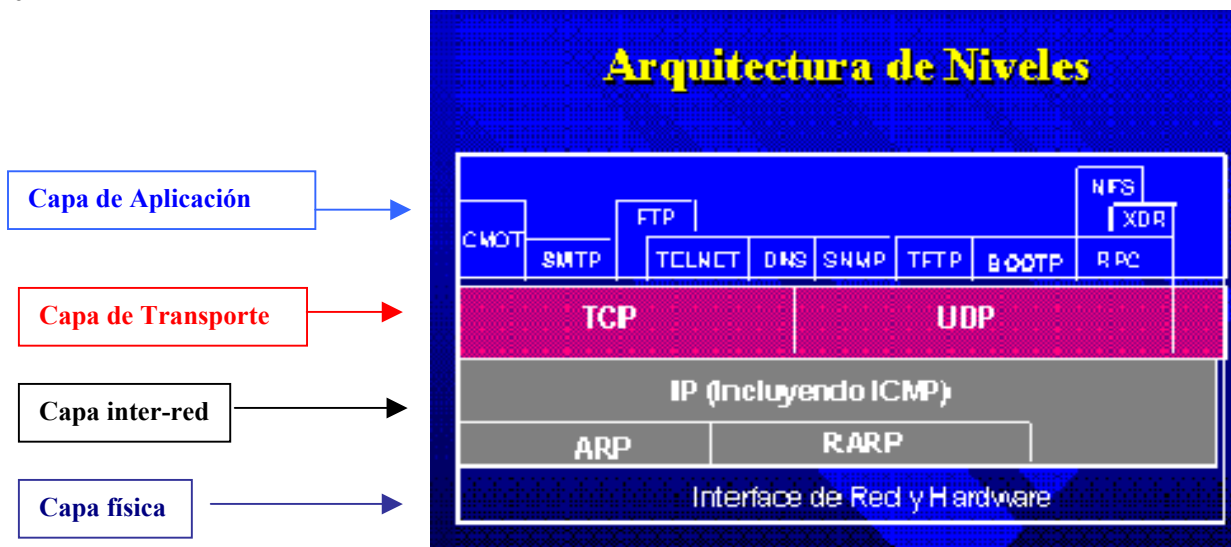 Arquitectura de Niveles
Capa de Aplicación
NFS
FTP
XDR
CMOT
SMTP
TELNET
DNS
SNMP
TFTP
BOOTP
RPC
Capa de Transporte
TCP
UDP
Capa inter-red
IP (Incluyendo ICMP)
ARP
RARP
Capa física
Interface de Red y Hardware